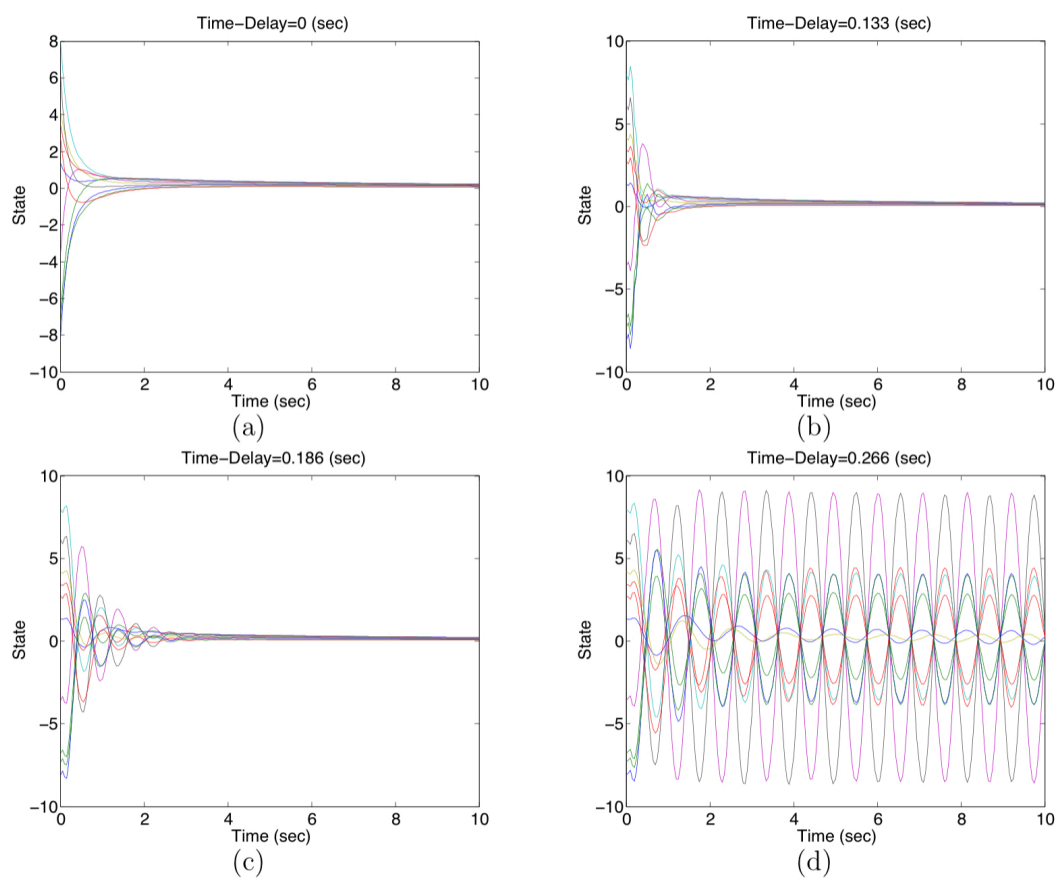 Time-Delay=0 (sec)
8
6
4
2
0
-2
-4
-6
-8
-10
State
0 2 4 6 8 10
Time (sec)
(a)
Time-Delay=0.133 (sec)
10
5
0
-5
-10
State
0 2 4 6 8 10
Time (sec)
(b)
Time-Delay=0.186 (sec)
10
5
0
-5
-10
State
0 2 4 6 8 10
Time (sec)
(c)
Time-Delay=0.266 (sec)
10
5
0
-5
-10
State
0 2 4 6 8 10
Time (sec)
(d)